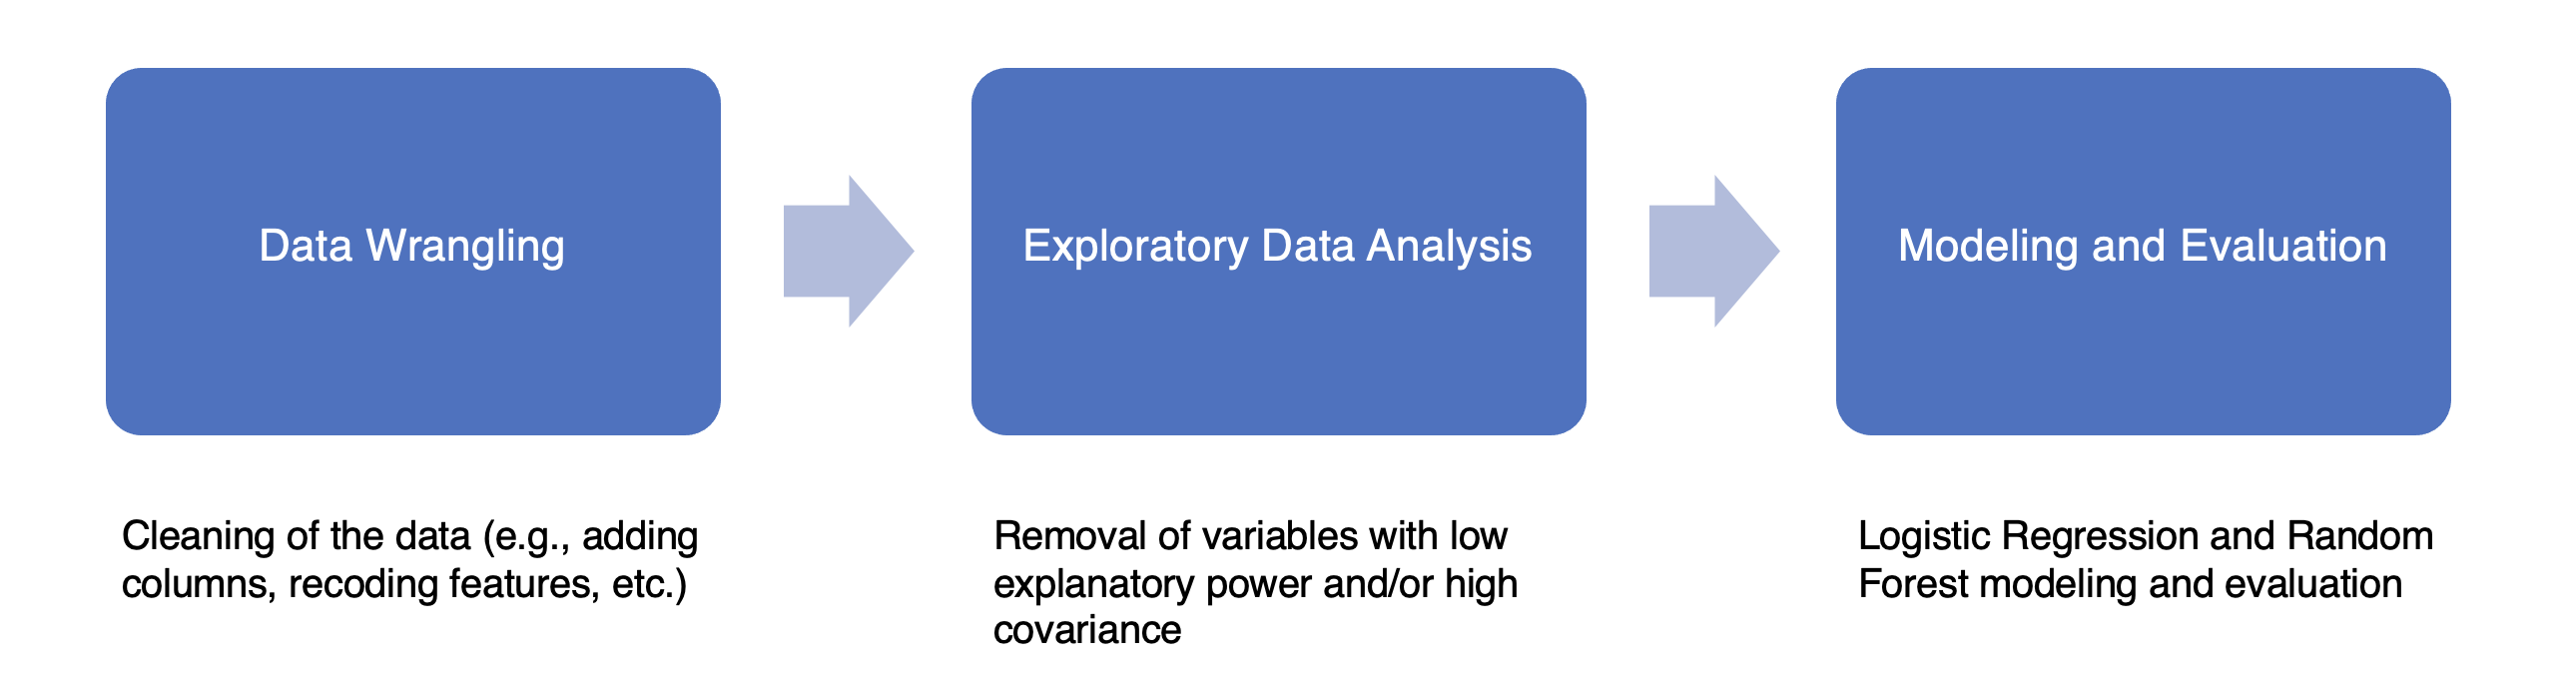 Data Wrangling
Exploratory Data Analysis
Modeling and Evaluation
Cleaning of the data (e.g., adding
columns, recoding features, etc.)
Removal of variables with low
explanatory power and/or high
covariance
Logistic Regression and Random
Forest modeling and evaluation